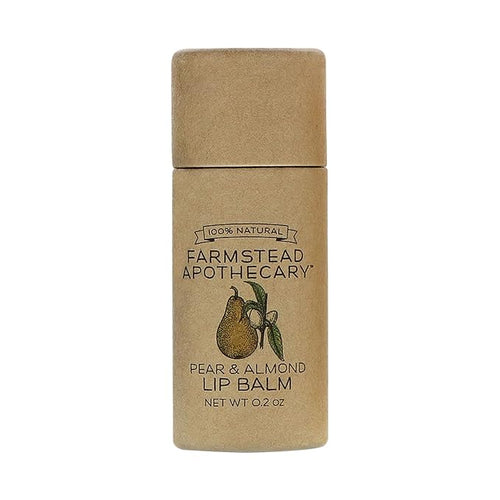 100% NATURAL
FARMSTEAD
APOTHECARY™
PEAR & ALMOND
LIP BALM
NET WT 0.2 OZ